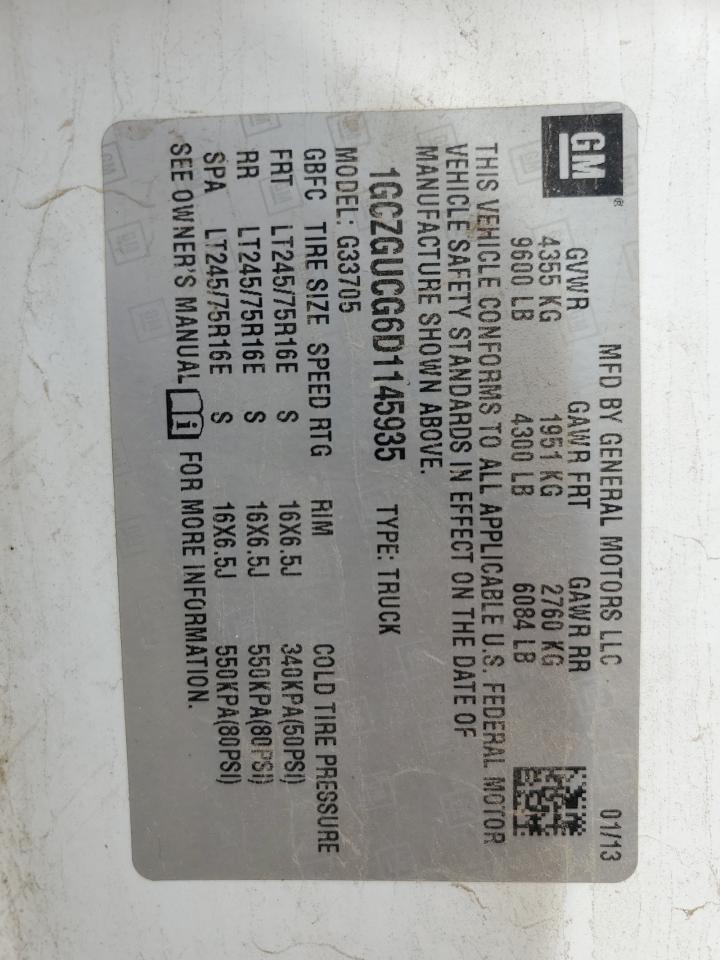 GM®
MFD BY GENERAL MOTORS LLC 01/13
GVWR GAWR FRT GAWR RR
4355 KG 1951 KG 2760 KG
9600 LB 4300 LB 6084 LB
THIS VEHICLE CONFORMS TO ALL APPLICABLE U.S. FEDERAL MOTOR
VEHICLE SAFETY STANDARDS IN EFFECT ON THE DATE OF
MANUFACTURE SHOWN ABOVE.
1GCZGUCG6D1145935 TYPE: TRUCK
MODEL: G33705
GBFC TIRE SIZE SPEED RTG RIM COLD TIRE PRESSURE
FRT LT245/75R16E S 16X6.5J 340KPA(50PSI)
RR LT245/75R16E S 16X6.5J 550KPA(80PSI)
SPA LT245/75R16E S 16X6.5J 550KPA(80PSI)
SEE OWNER'S MANUAL i FOR MORE INFORMATION.